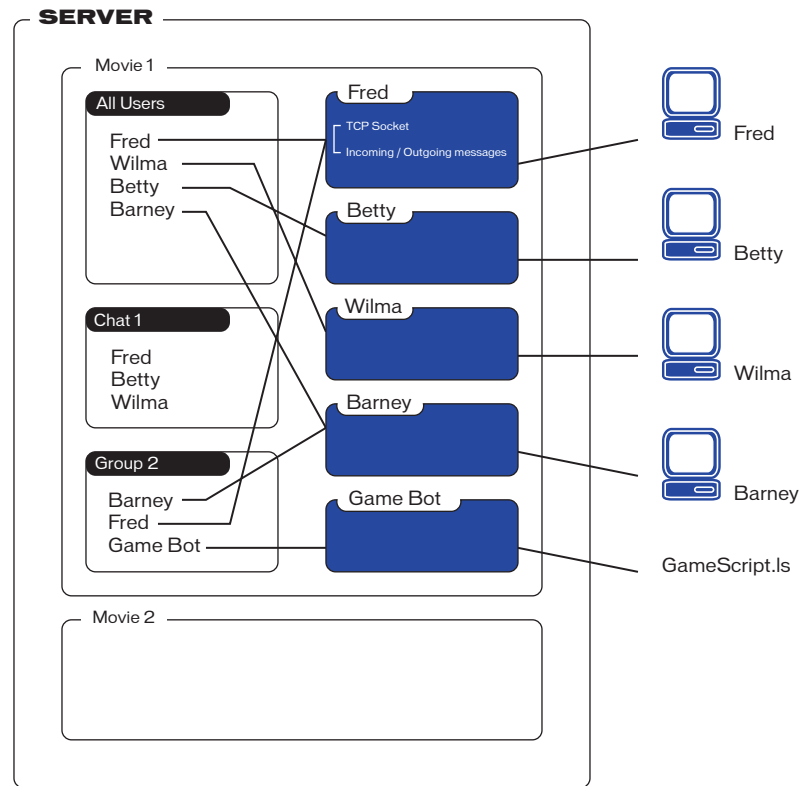 SERVER
Movie 1
All Users
Fred
Wilma
Betty
Barney
Chat 1
Fred
Betty
Wilma
Group 2
Barney
Fred
Game Bot
Fred
TCP Socket
Incoming / Outgoing messages
Betty
Wilma
Barney
Game Bot
Fred
Betty
Wilma
Barney
GameScript.ls
Movie 2